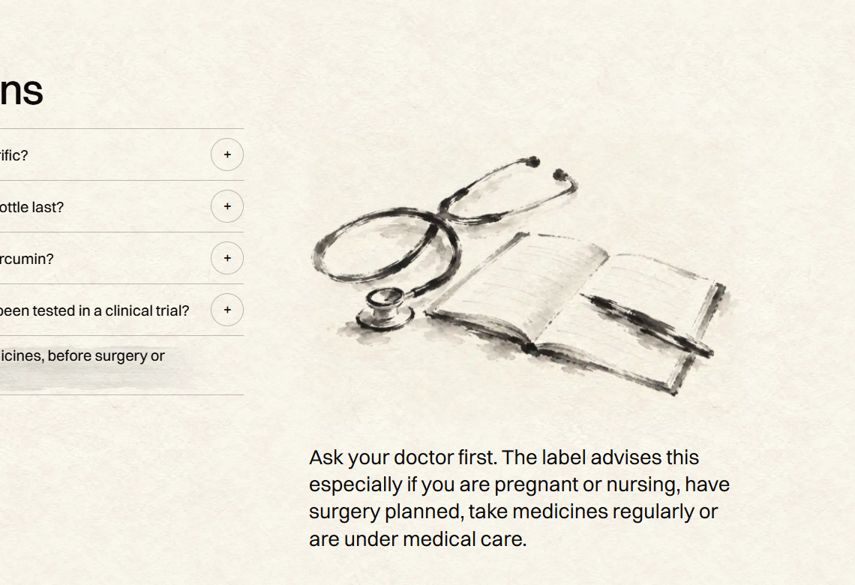 ns
rific?
+
ottle last?
+
rcumin?
+
been tested in a clinical trial?
+
icines, before surgery or
Ask your doctor first. The label advises this
especially if you are pregnant or nursing, have
surgery planned, take medicines regularly or
are under medical care.